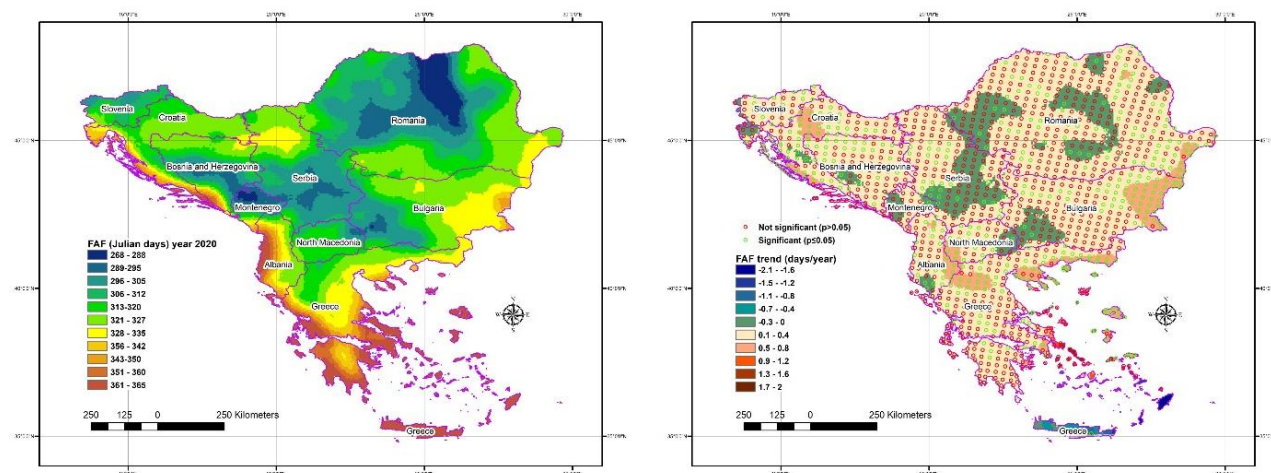 Slovenia
Croatia
Romania
Bosnia and Herzegovina
Serbia
Montenegro
Bulgaria
North Macedonia
Albania
Greece
Greece
FAF (Julian days) year 2020
268 - 288
289-295
296 - 305
306 - 312
313-320
321 - 327
328 - 335
356 - 342
343-350
351 - 360
361 - 365
250 125 0 250 Kilometers
Slovenia
Croatia
Romania
Bosnia and Herzegovina
Serbia
Montenegro
Bulgaria
North Macedonia
Albania
Greece
Greece
Not significant (p>0.05)
Significant (p≤0.05)
FAF trend (days/year)
-2.1 - -1.6
-1.5 - -1.2
-1.1 - -0.8
-0.7 - -0.4
-0.3 - 0
0.1 - 0.4
0.5 - 0.8
0.9 - 1.2
1.3 - 1.6
1.7 - 2
250 125 0 250 Kilometers